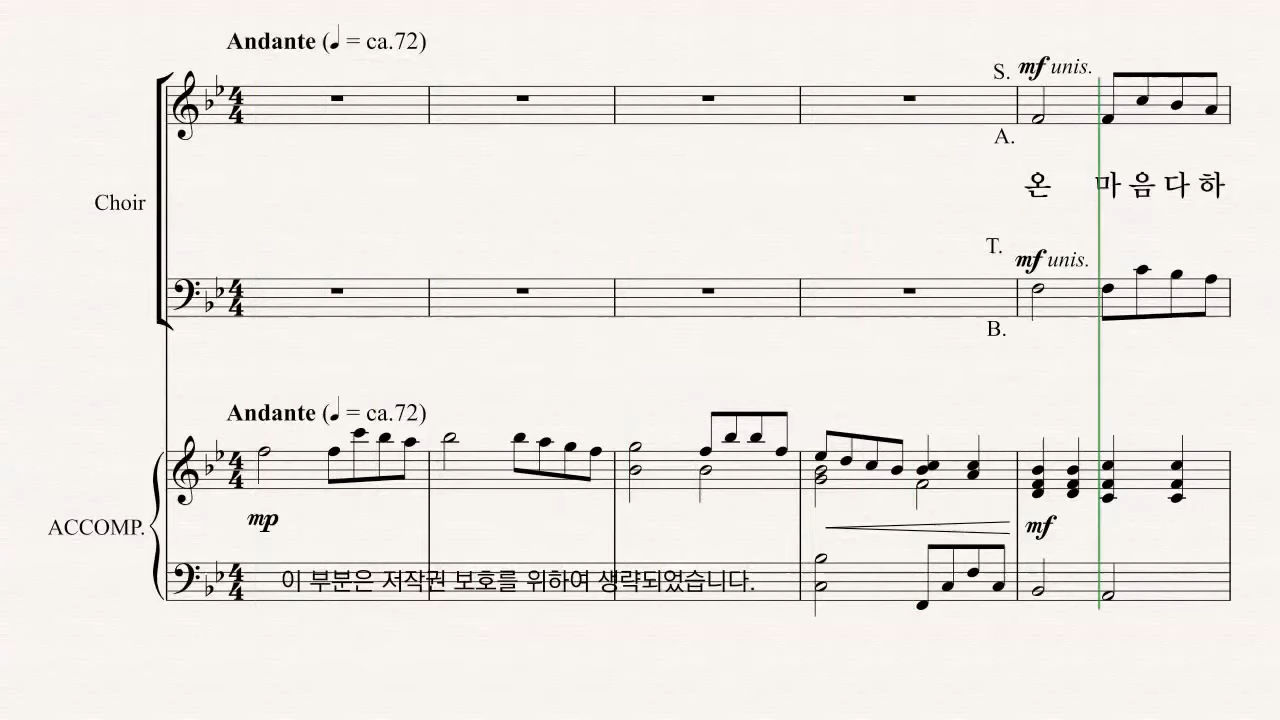 Andante (♩ = ca.72)
S. mf unis.
A.
Choir
온 마 음 다 하
T. mf unis.
B.
Andante (♩ = ca.72)
mp
mf
ACCOMP.
이 부분은 저작권 보호를 위하여 생략되었습니다.